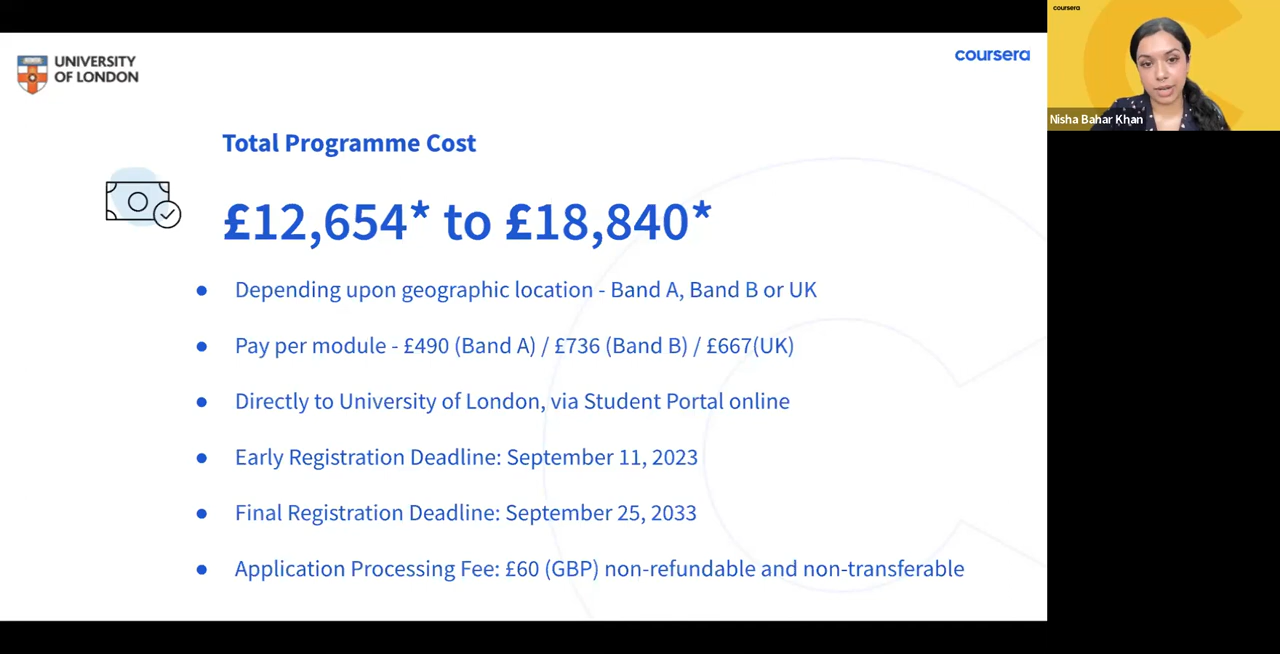 UNIVERSITY
OF LONDON
coursera
coursera
Nisha Bahar Khan
Total Programme Cost
£12,654* to £18,840*
● Depending upon geographic location - Band A, Band B or UK
● Pay per module - £490 (Band A) / £736 (Band B) / £667(UK)
● Directly to University of London, via Student Portal online
● Early Registration Deadline: September 11, 2023
● Final Registration Deadline: September 25, 2033
● Application Processing Fee: £60 (GBP) non-refundable and non-transferable